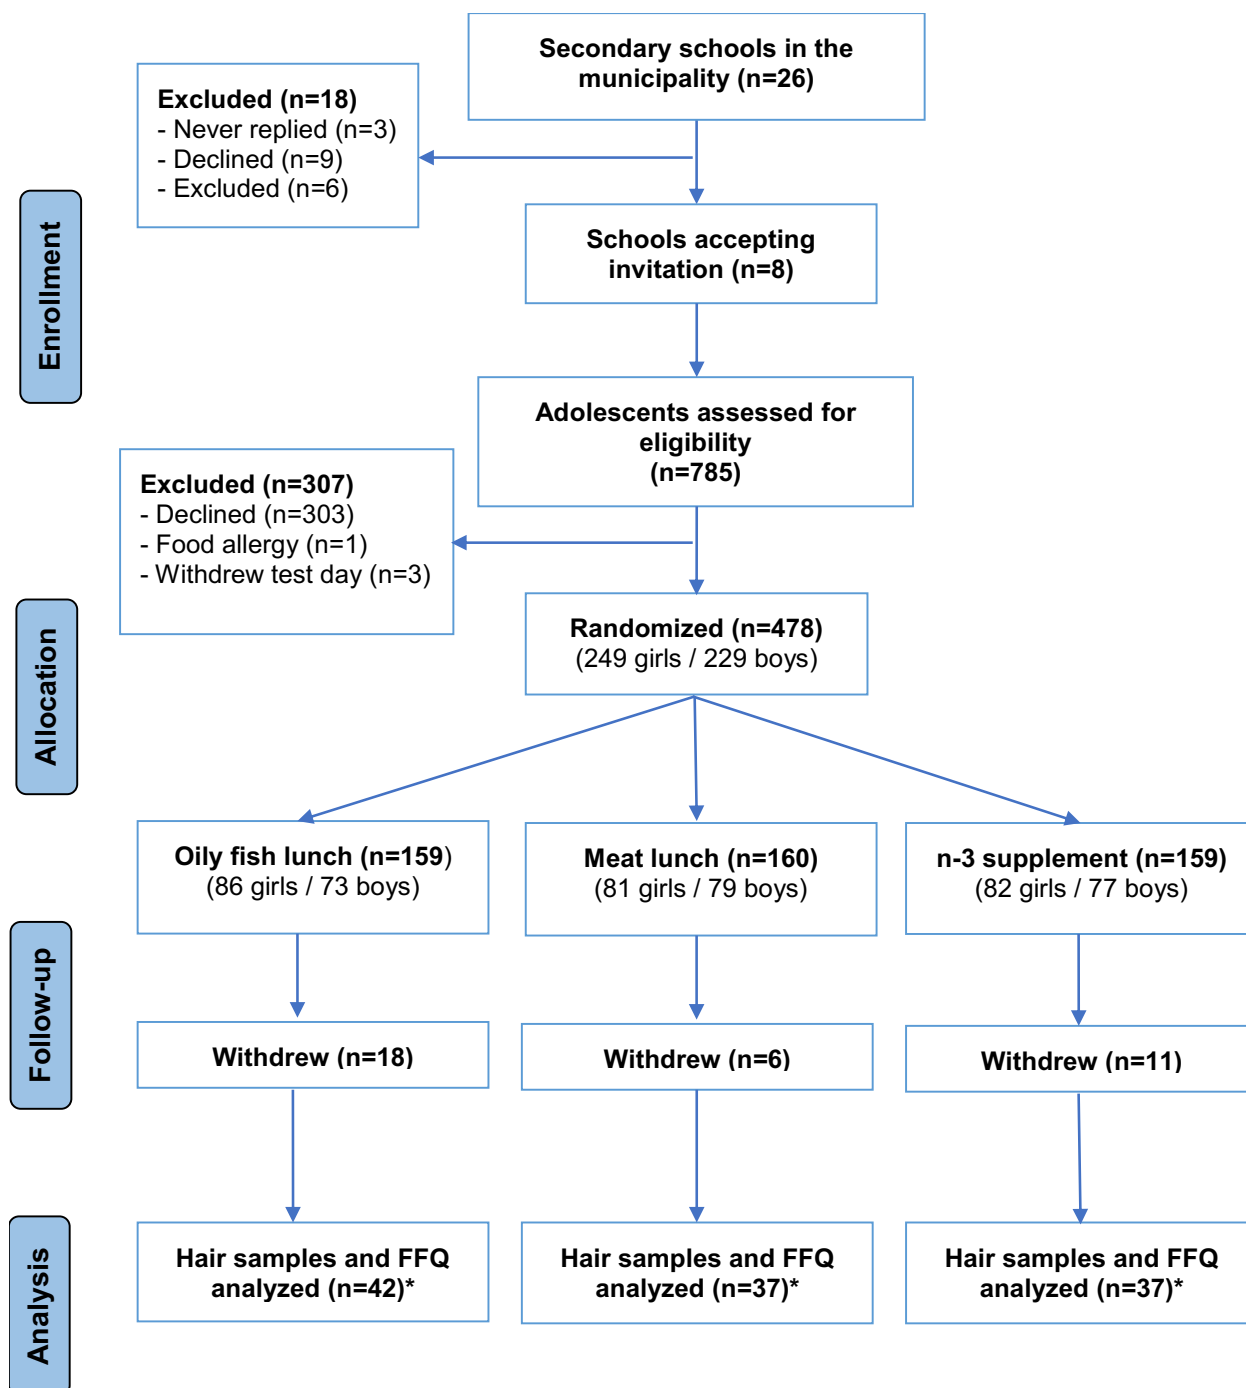 Secondary schools in the
municipality (n=26)
Excluded (n=18)
- Never replied (n=3)
- Declined (n=9)
- Excluded (n=6)
Enrollment
Schools accepting
invitation (n=8)
Adolescents assessed for
eligibility
(n=785)
Excluded (n=307)
- Declined (n=303)
- Food allergy (n=1)
- Withdrew test day (n=3)
Allocation
Randomized (n=478)
(249 girls / 229 boys)
Oily fish lunch (n=159)
(86 girls / 73 boys)
Meat lunch (n=160)
(81 girls / 79 boys)
n-3 supplement (n=159)
(82 girls / 77 boys)
Follow-up
Withdrew (n=18)
Withdrew (n=6)
Withdrew (n=11)
Analysis
Hair samples and FFQ
analyzed (n=42)*
Hair samples and FFQ
analyzed (n=37)*
Hair samples and FFQ
analyzed (n=37)*